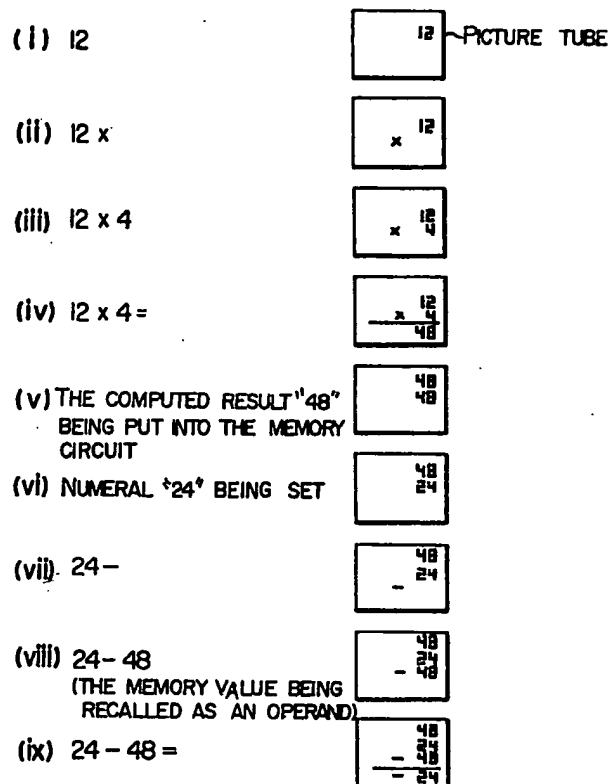 (i) 12
12 PICTURE TUBE
(ii) 12 x
12
x
(iii) 12 x 4
12
x 4
(iv) 12 x 4 =
12
x 4
48
(v) THE COMPUTED RESULT "48"
BEING PUT INTO THE MEMORY
CIRCUIT
48
48
(vi) NUMERAL "24" BEING SET
48
24
(vii) 24 −
48
24
−
(viii) 24 − 48
(THE MEMORY VALUE BEING
RECALLED AS AN OPERAND)
48
24
− 48
(ix) 24 − 48 =
48
24
− 48
− 24